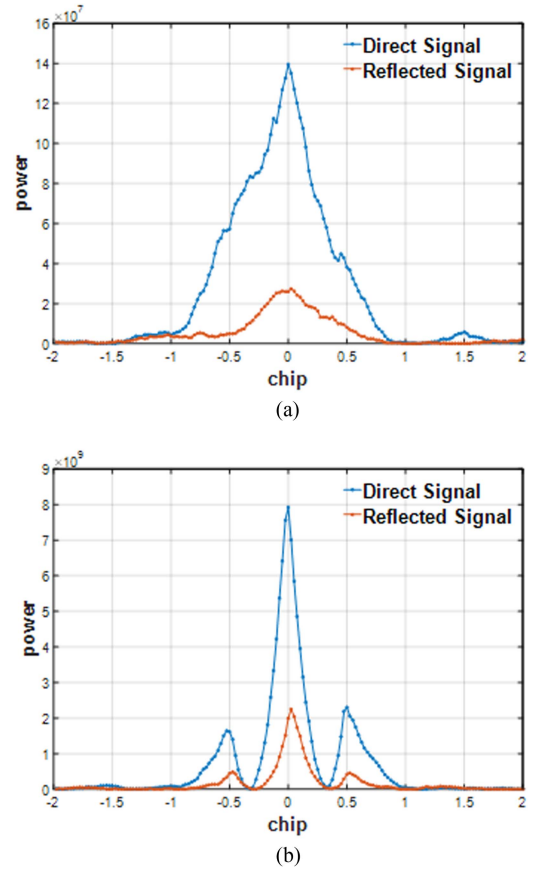 ×10⁷
16
14
12
10
8
6
4
2
0
power
Direct Signal
Reflected Signal
-2 -1.5 -1 -0.5 0 0.5 1 1.5 2
chip
(a)
×10⁹
9
8
7
6
5
4
3
2
1
0
power
Direct Signal
Reflected Signal
-2 -1.5 -1 -0.5 0 0.5 1 1.5 2
chip
(b)